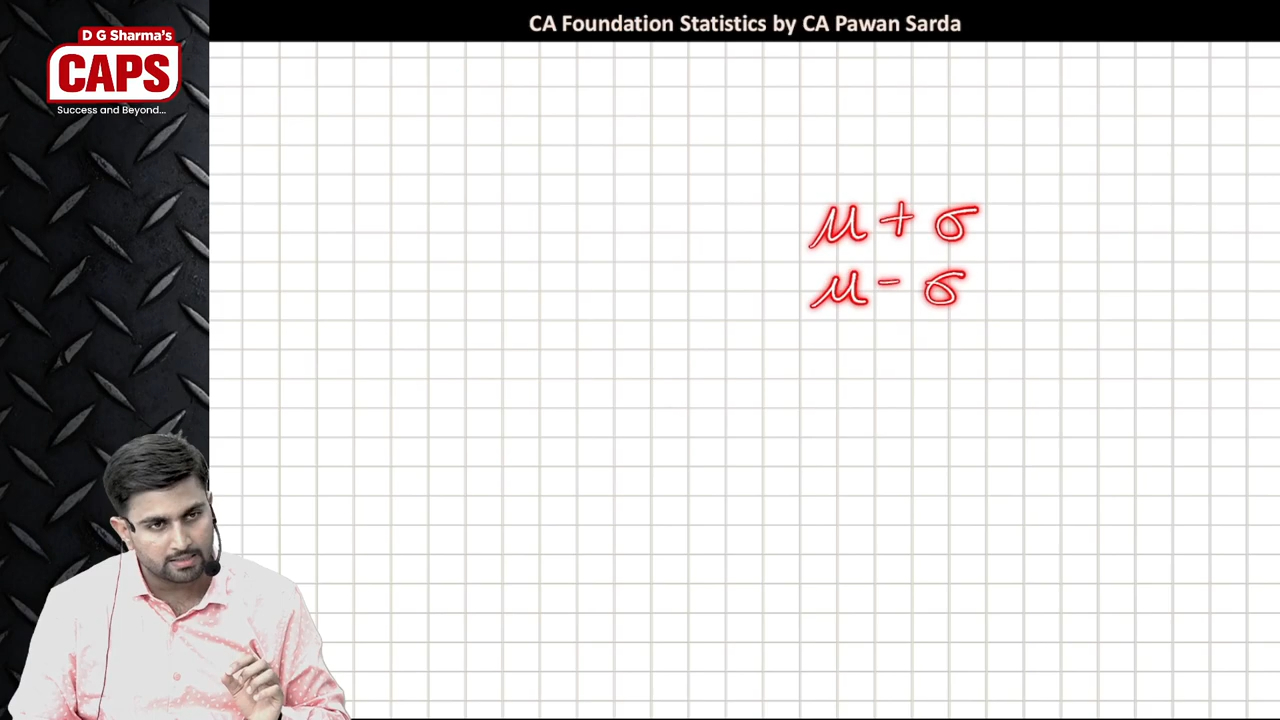 CA Foundation Statistics by CA Pawan Sarda
D G Sharma's
CAPS
Success and Beyond...
μ + σ
μ - σ